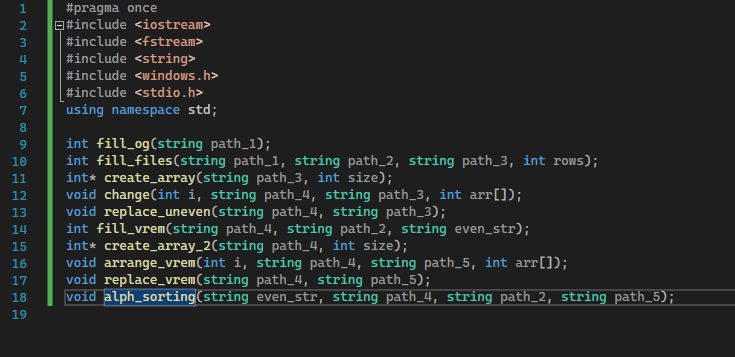 1 #pragma once
2 #include <iostream>
3 #include <fstream>
4 #include <string>
5 #include <windows.h>
6 #include <stdio.h>
7 using namespace std;
8
9 int fill_og(string path_1);
10 int fill_files(string path_1, string path_2, string path_3, int rows);
11 int* create_array(string path_3, int size);
12 void change(int i, string path_4, string path_3, int arr[]);
13 void replace_uneven(string path_4, string path_3);
14 int fill_vrem(string path_4, string path_2, string even_str);
15 int* create_array_2(string path_4, int size);
16 void arrange_vrem(int i, string path_4, string path_5, int arr[]);
17 void replace_vrem(string path_4, string path_5);
18 void alph_sorting(string even_str, string path_4, string path_2, string path_5);
19